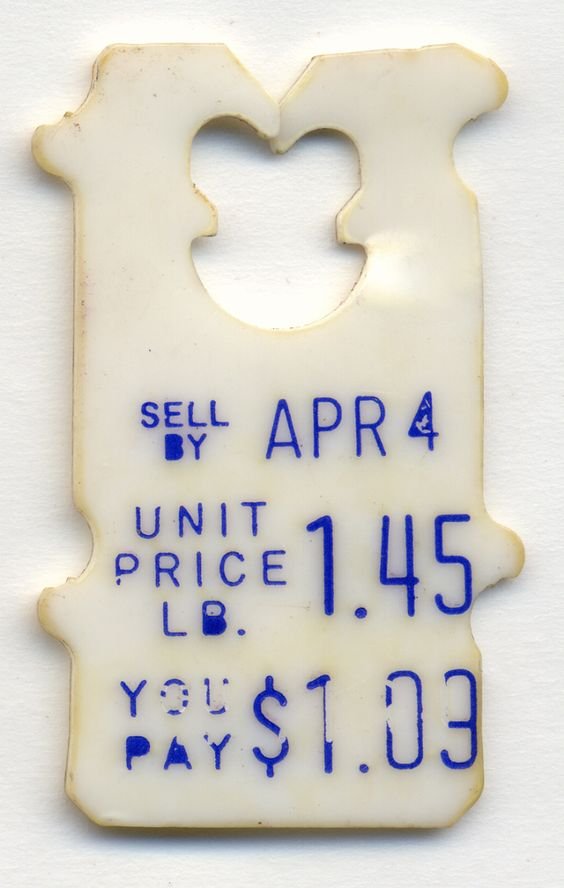 SELL BY APR 4
UNIT PRICE LB. 1.45
YOU PAY $1.03